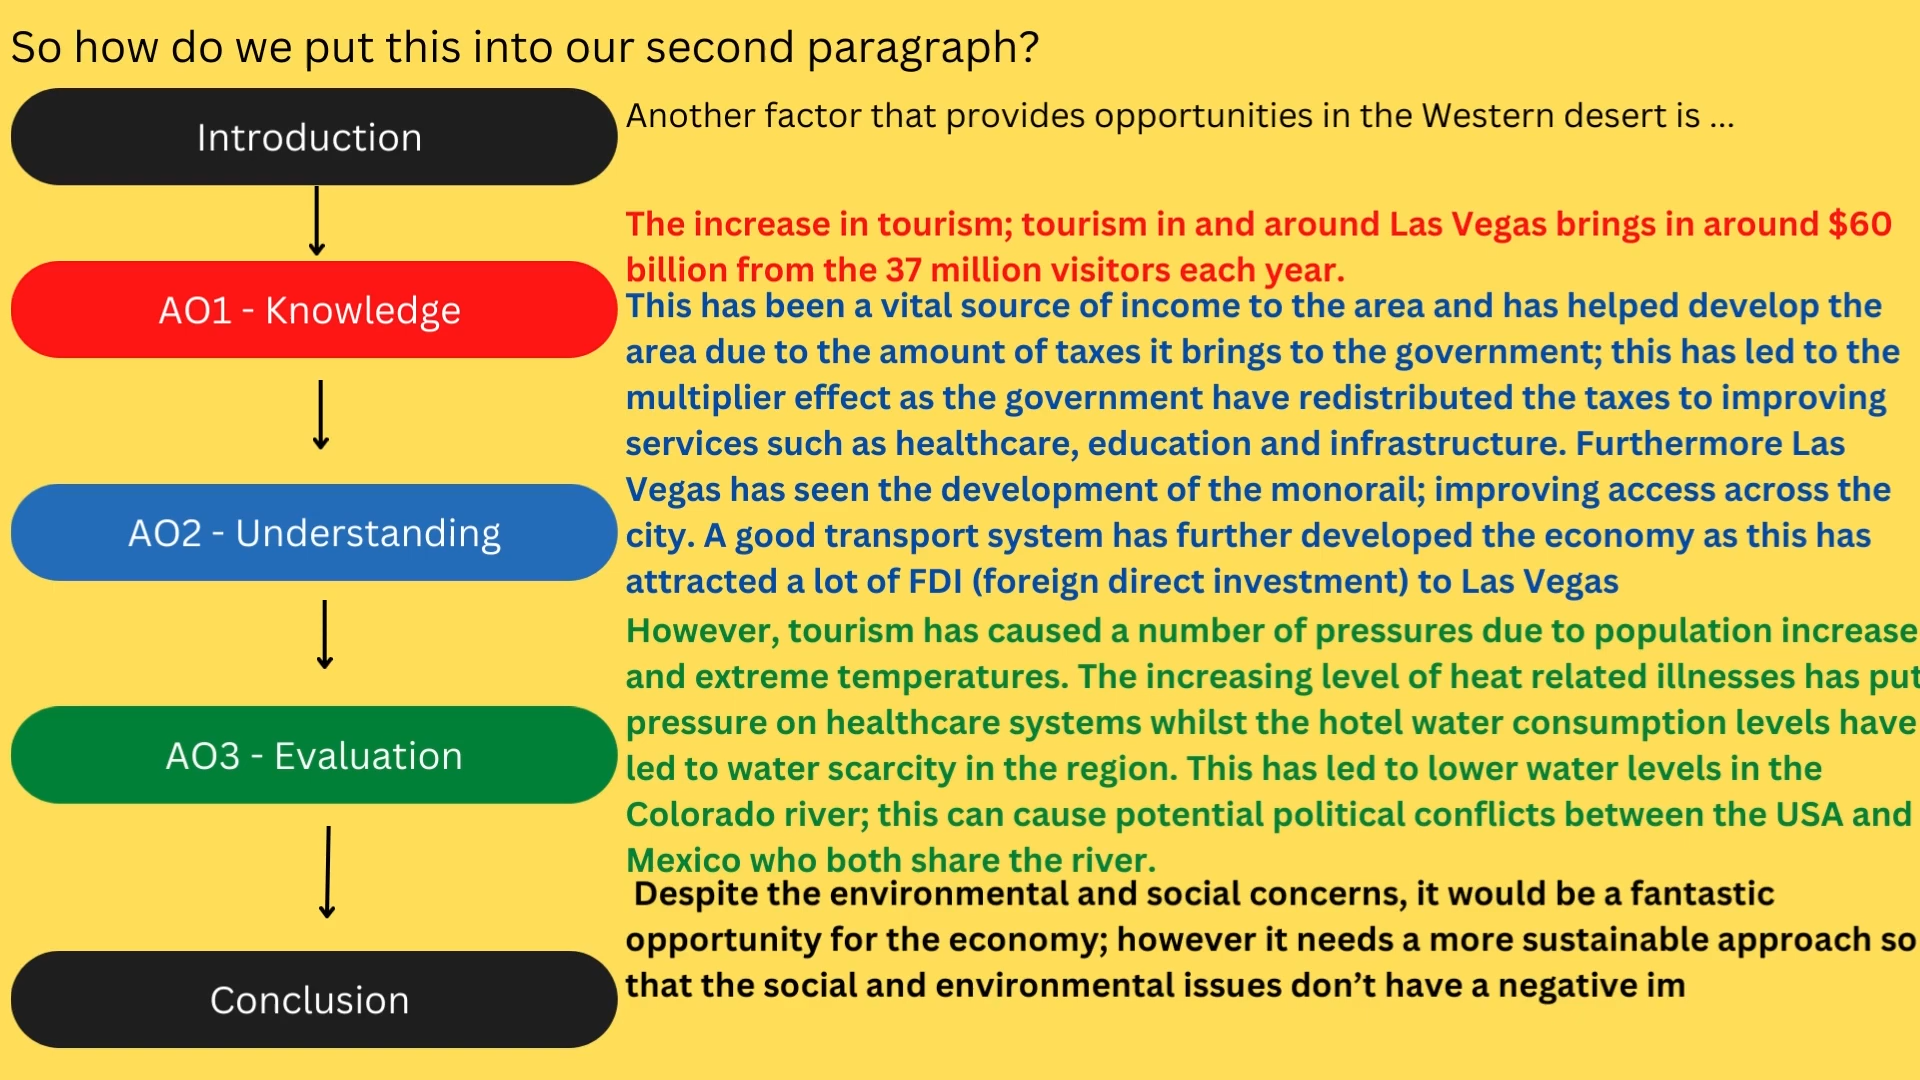 So how do we put this into our second paragraph?
Introduction
Another factor that provides opportunities in the Western desert is ...
AO1 - Knowledge
The increase in tourism; tourism in and around Las Vegas brings in around $60
billion from the 37 million visitors each year.
AO2 - Understanding
This has been a vital source of income to the area and has helped develop the
area due to the amount of taxes it brings to the government; this has led to the
multiplier effect as the government have redistributed the taxes to improving
services such as healthcare, education and infrastructure. Furthermore Las
Vegas has seen the development of the monorail; improving access across the
city. A good transport system has further developed the economy as this has
attracted a lot of FDI (foreign direct investment) to Las Vegas
AO3 - Evaluation
However, tourism has caused a number of pressures due to population increase
and extreme temperatures. The increasing level of heat related illnesses has put
pressure on healthcare systems whilst the hotel water consumption levels have
led to water scarcity in the region. This has led to lower water levels in the
Colorado river; this can cause potential political conflicts between the USA and
Mexico who both share the river.
Conclusion
Despite the environmental and social concerns, it would be a fantastic
opportunity for the economy; however it needs a more sustainable approach so
that the social and environmental issues don't have a negative im